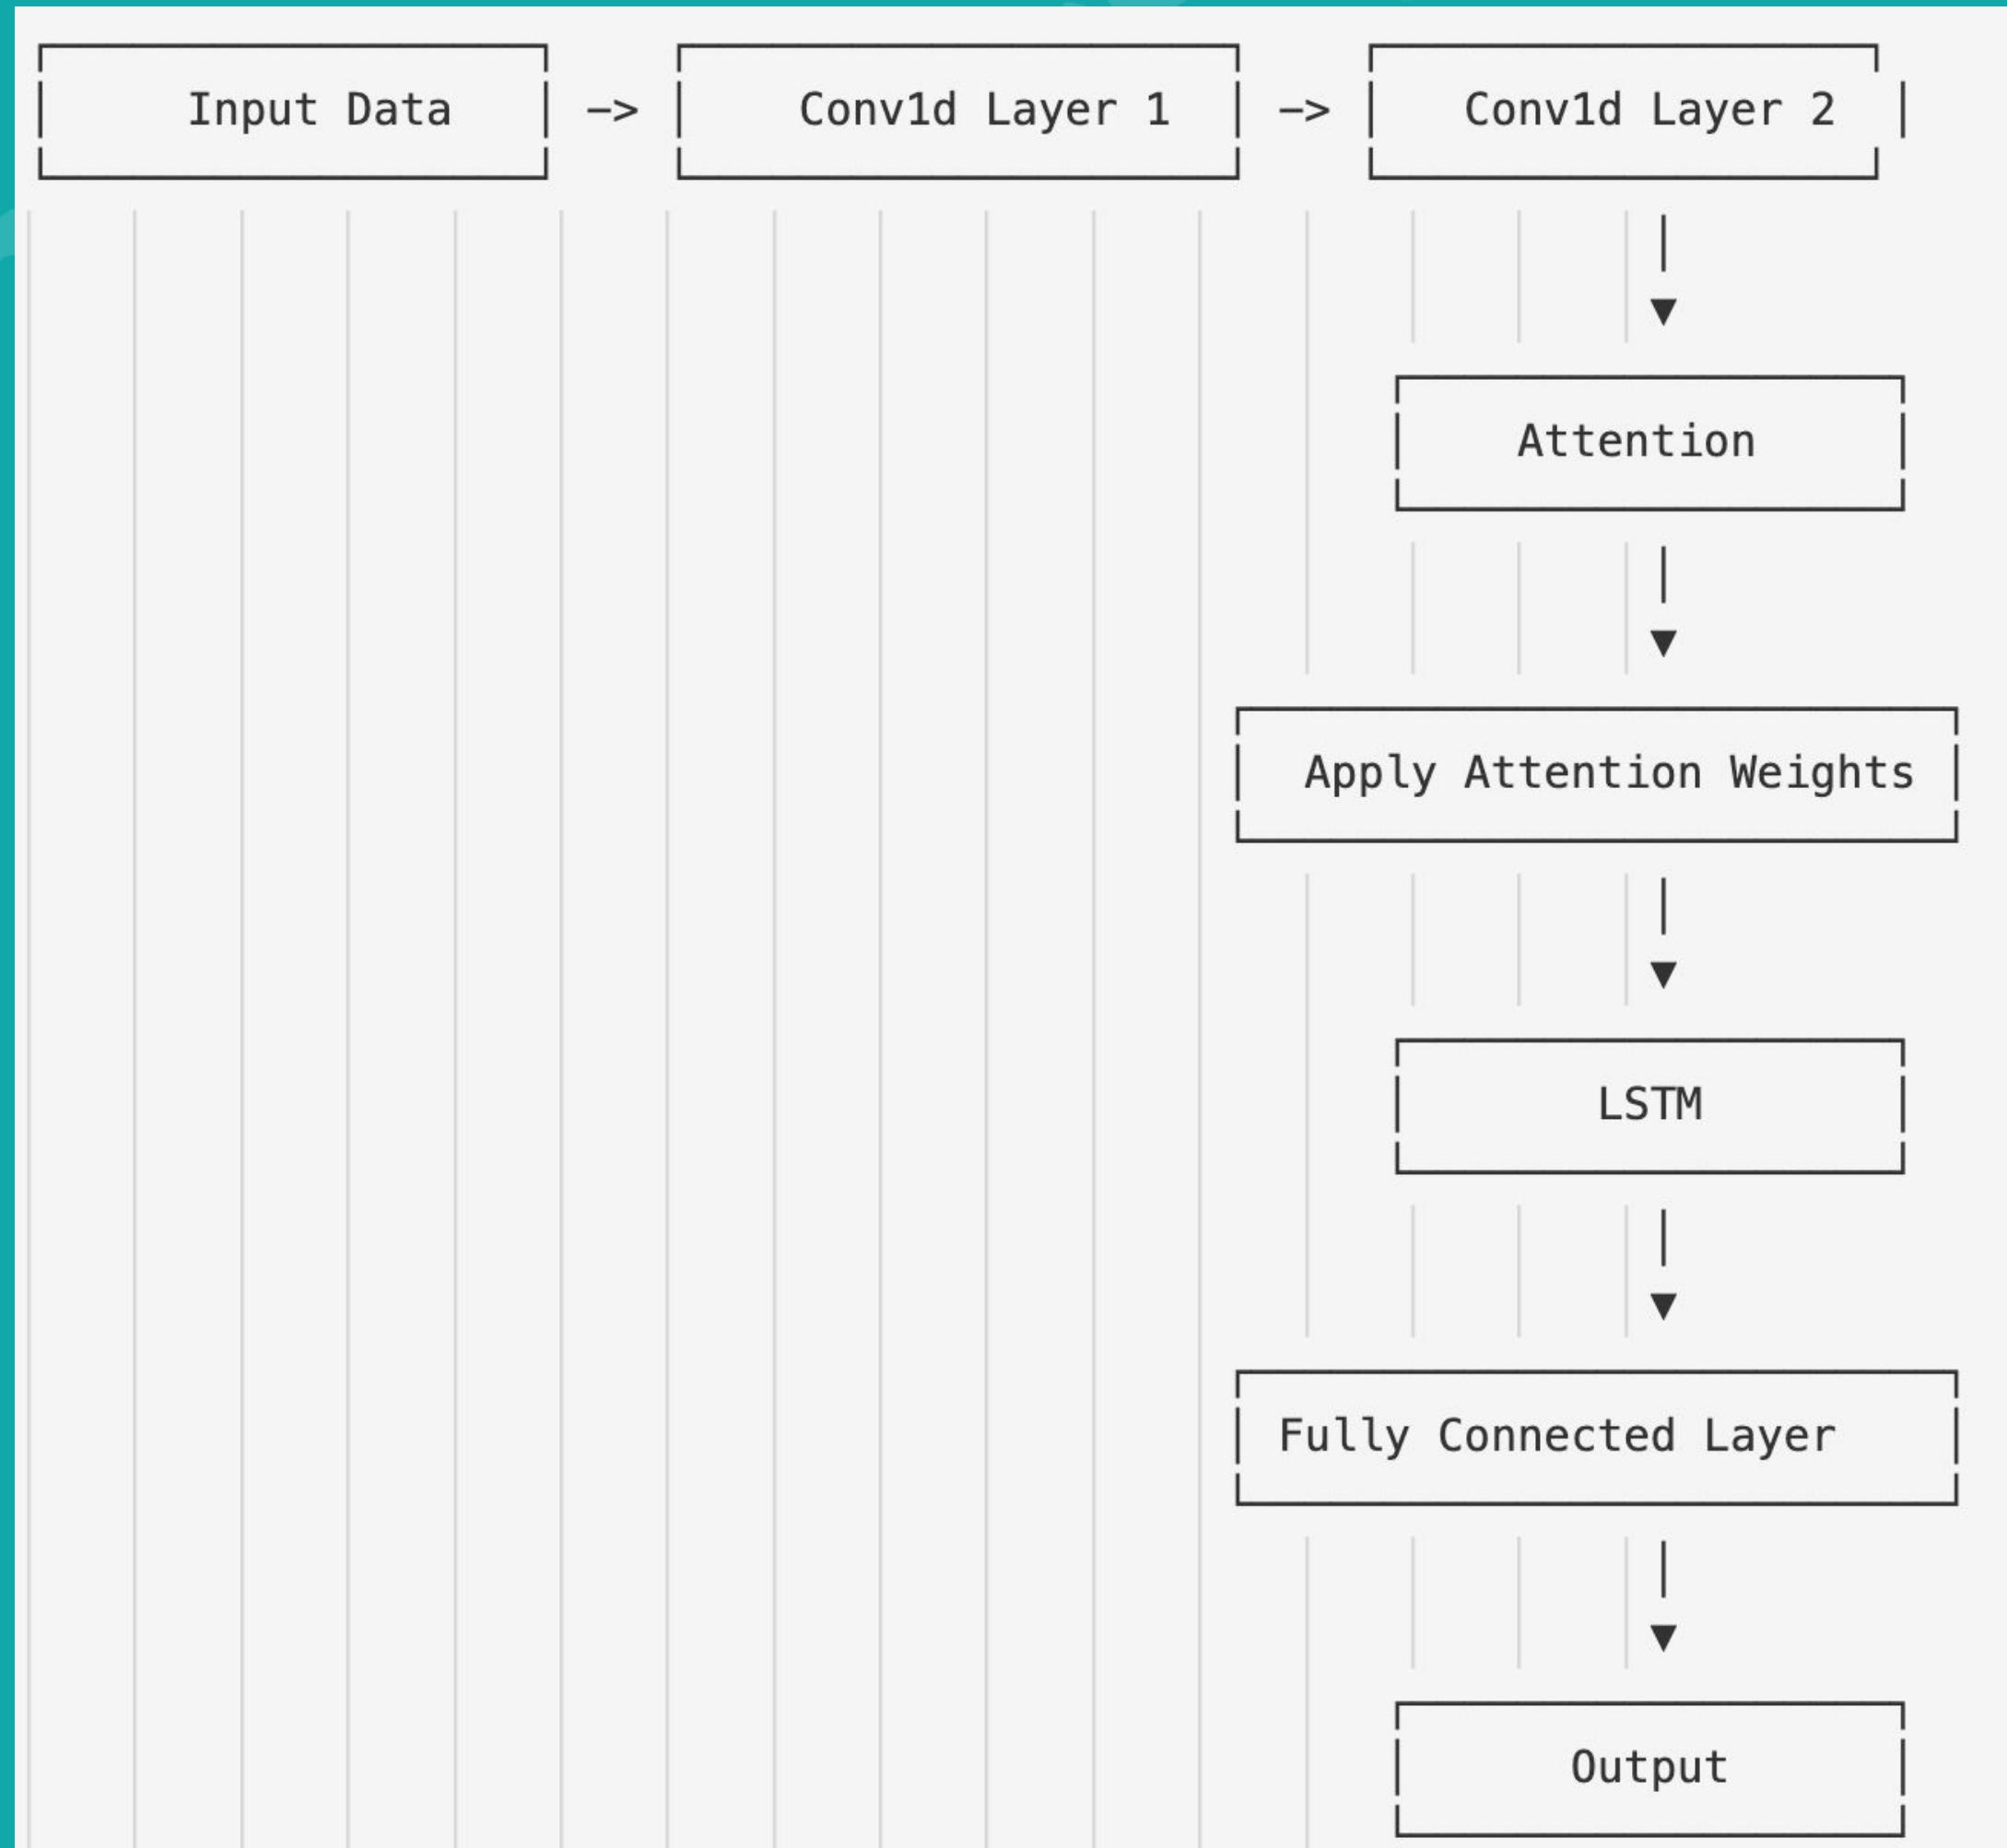 Input Data -> Conv1d Layer 1 -> Conv1d Layer 2
Attention
Apply Attention Weights
LSTM
Fully Connected Layer
Output